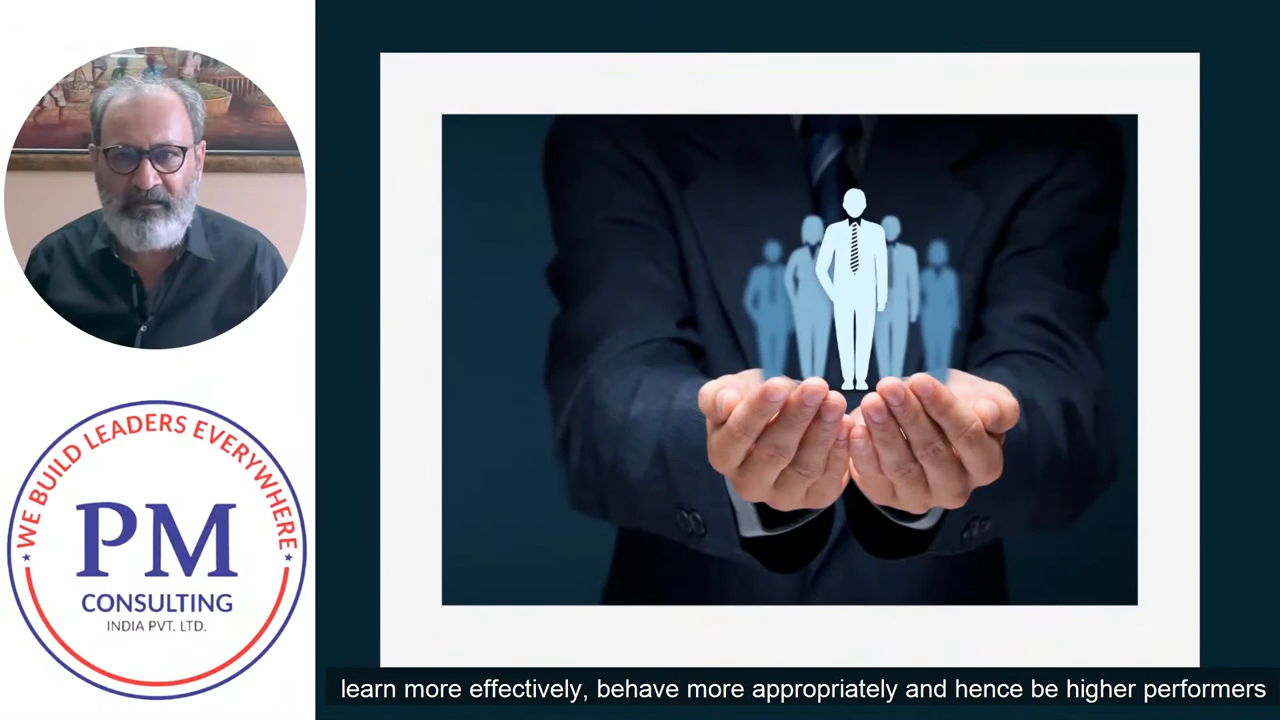 WE BUILD LEADERS EVERYWHERE
PM
CONSULTING
INDIA PVT. LTD.
learn more effectively, behave more appropriately and hence be higher performers